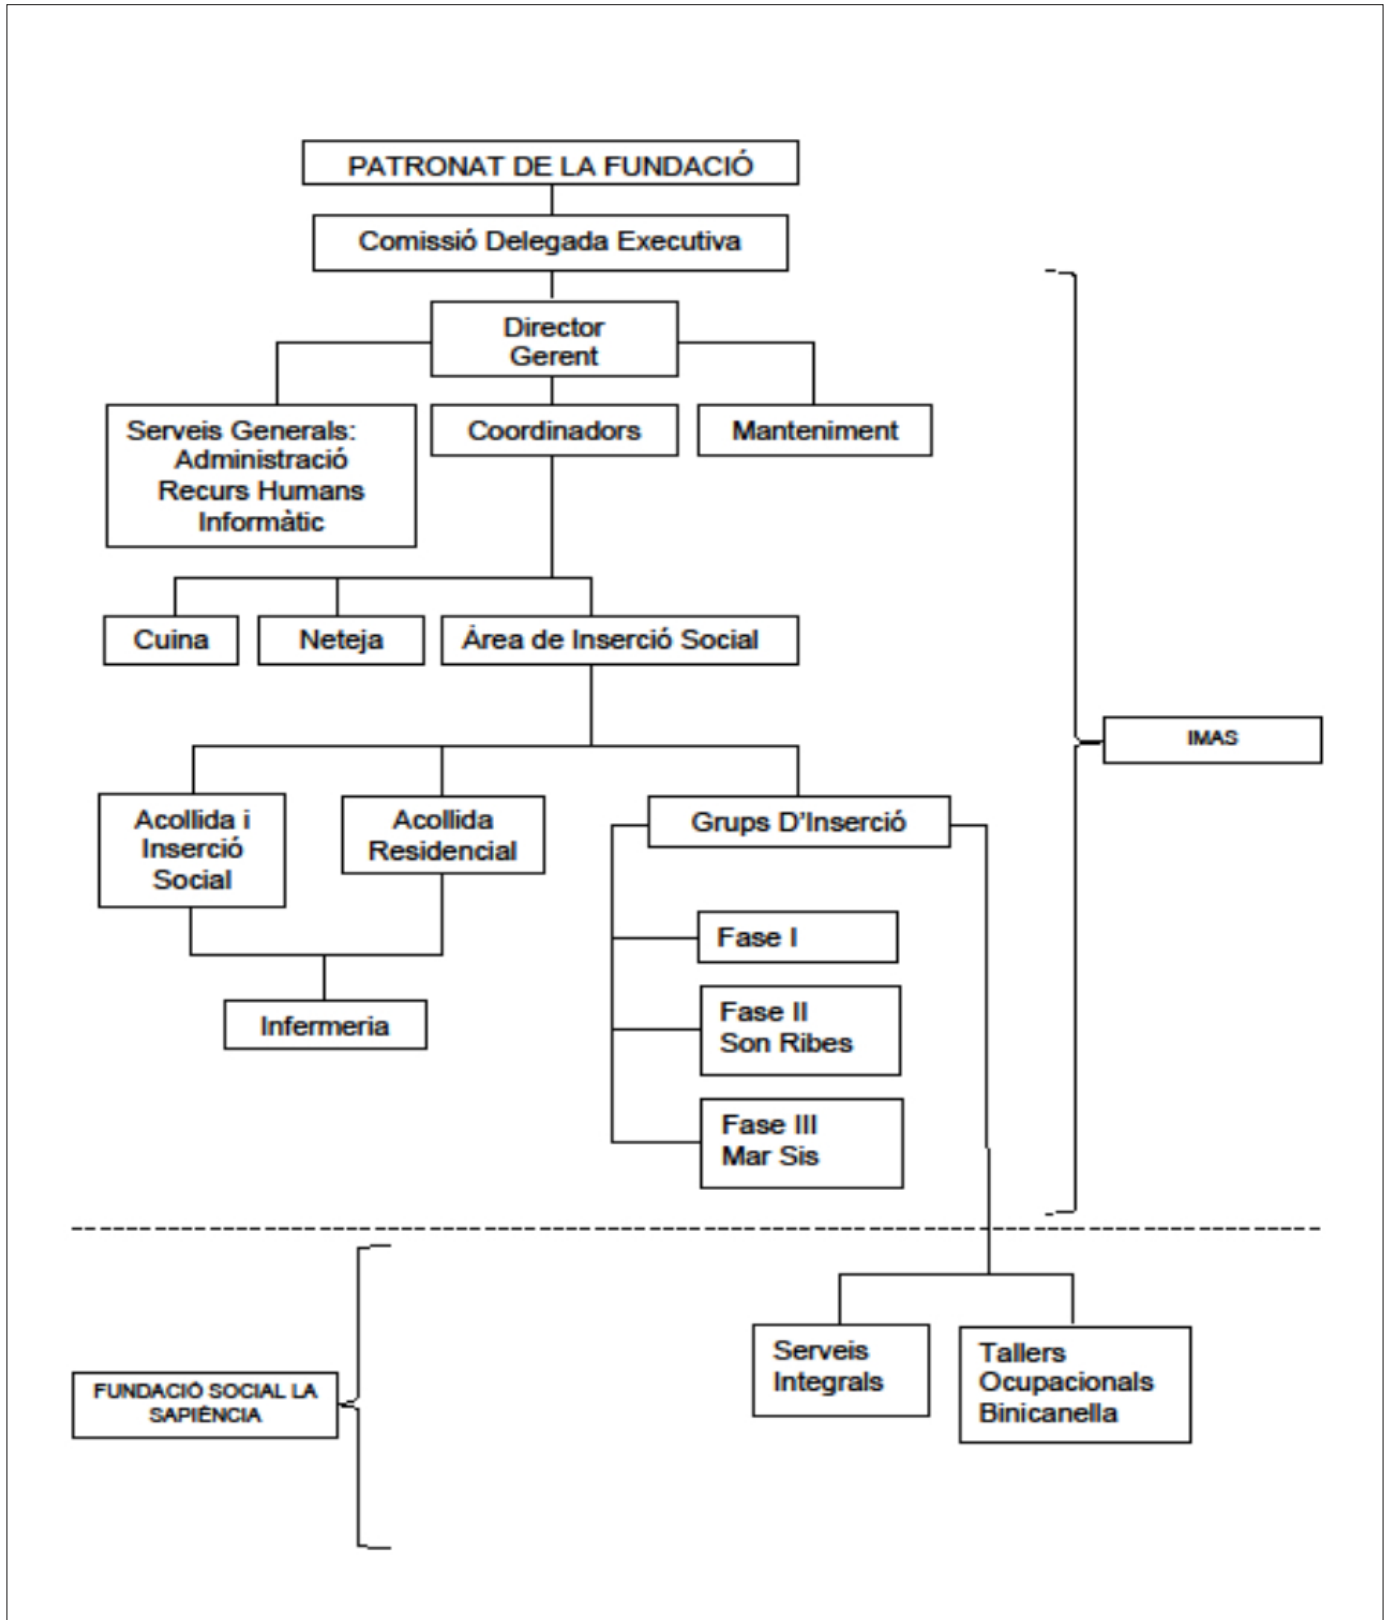 PATRONAT DE LA FUNDACIÓ
Comissió Delegada Executiva
Director
Gerent
Serveis Generals:
Administració
Recurs Humans
Informàtic
Coordinadors
Manteniment
Cuina
Neteja
Àrea de Inserció Social
IMAS
Acollida i
Inserció
Social
Acollida
Residencial
Grups D'Inserció
Fase I
Fase II
Son Ribes
Infermeria
Fase III
Mar Sis
Serveis
Integrals
Tallers
Ocupacionals
Binicanella
FUNDACIÓ SOCIAL LA
SAPIÈNCIA